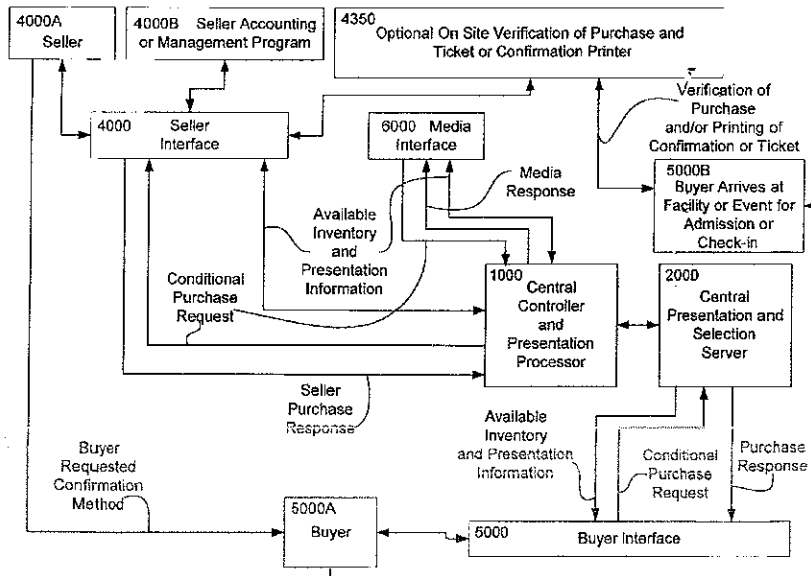 4000A
Seller
4000B Seller Accounting
or Management Program
4350
Optional On Site Verification of Purchase and
Ticket or Confirmation Printer
4000 Seller
Interface
6000 Media
Interface
Verification of
Purchase
and/or Printing of
Confirmation or Ticket
Media
Response
5000B
Buyer Arrives at
Facility or Event for
Admission or
Check-in
Available
Inventory
and
Presentation
Information
Conditional
Purchase
Request
1000
Central
Controller
and
Presentation
Processor
2000
Central
Presentation and
Selection
Server
Seller
Purchase
Response
Available
Inventory
and Presentation
Information
Conditional
Purchase
Request
Purchase
Response
Buyer
Requested
Confirmation
Method
5000A
Buyer
5000
Buyer Interface